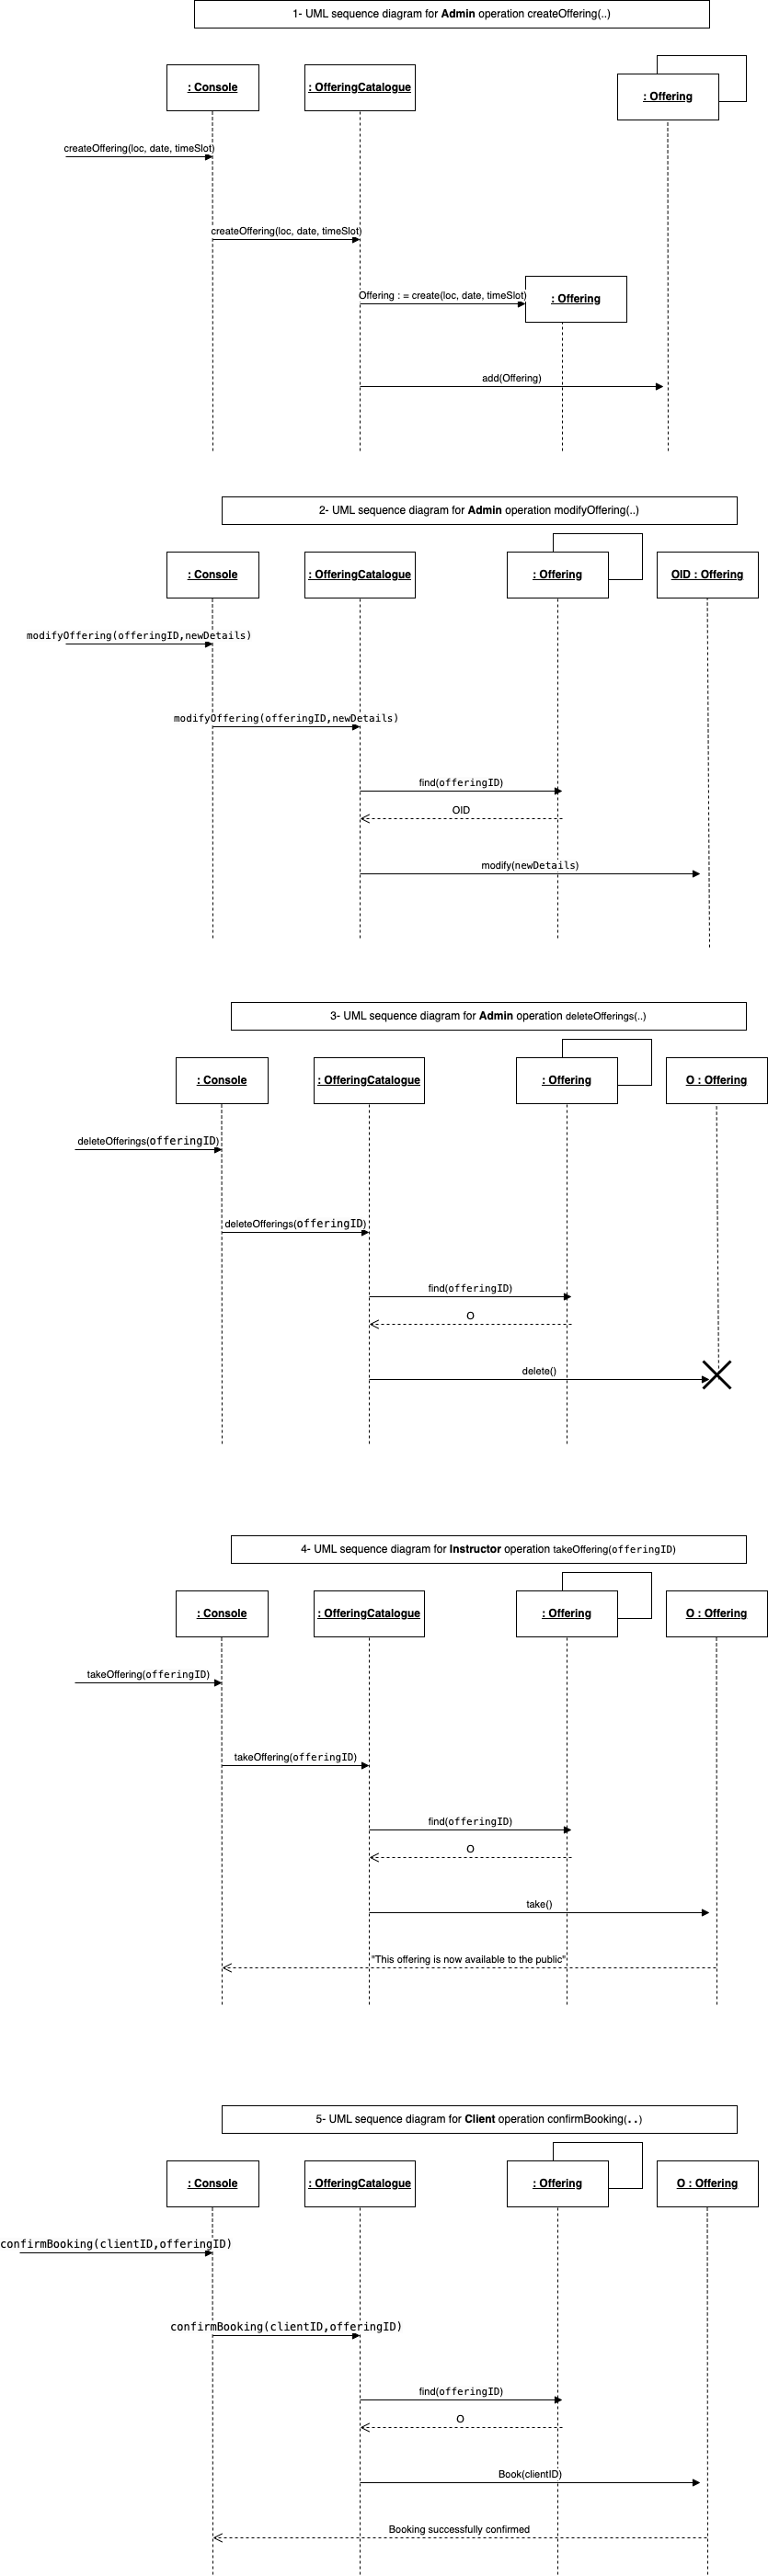 1- UML sequence diagram for Admin operation createOffering(..)
: Console
: OfferingCatalogue
: Offering
createOffering(loc, date, timeSlot)
createOffering(loc, date, timeSlot)
Offering : = create(loc, date, timeSlot)
: Offering
add(Offering)
2- UML sequence diagram for Admin operation modifyOffering(..)
: Console
: OfferingCatalogue
: Offering
OID : Offering
modifyOffering(offeringID,newDetails)
modifyOffering(offeringID,newDetails)
find(offeringID)
OID
modify(newDetails)
3- UML sequence diagram for Admin operation deleteOfferings(..)
: Console
: OfferingCatalogue
: Offering
O : Offering
deleteOfferings(offeringID)
deleteOfferings(offeringID)
find(offeringID)
O
delete()
4- UML sequence diagram for Instructor operation takeOffering(offeringID)
: Console
: OfferingCatalogue
: Offering
O : Offering
takeOffering(offeringID)
takeOffering(offeringID)
find(offeringID)
O
take()
"This offering is now available to the public"
5- UML sequence diagram for Client operation confirmBooking(..)
: Console
: OfferingCatalogue
: Offering
O : Offering
confirmBooking(clientID,offeringID)
confirmBooking(clientID,offeringID)
find(offeringID)
O
Book(clientID)
Booking successfully confirmed